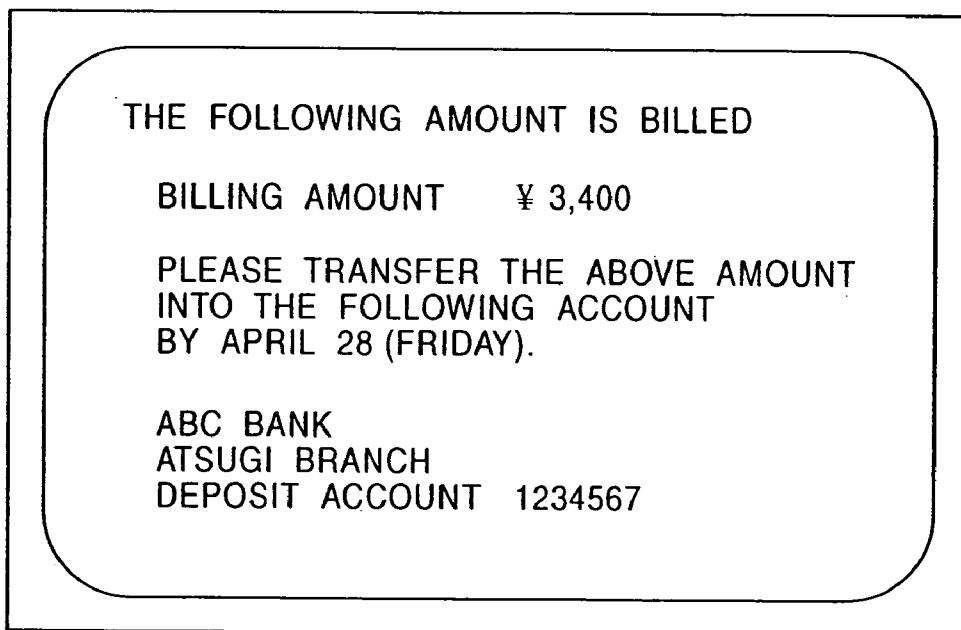 THE FOLLOWING AMOUNT IS BILLED
BILLING AMOUNT ¥ 3,400
PLEASE TRANSFER THE ABOVE AMOUNT
INTO THE FOLLOWING ACCOUNT
BY APRIL 28 (FRIDAY).
ABC BANK
ATSUGI BRANCH
DEPOSIT ACCOUNT 1234567